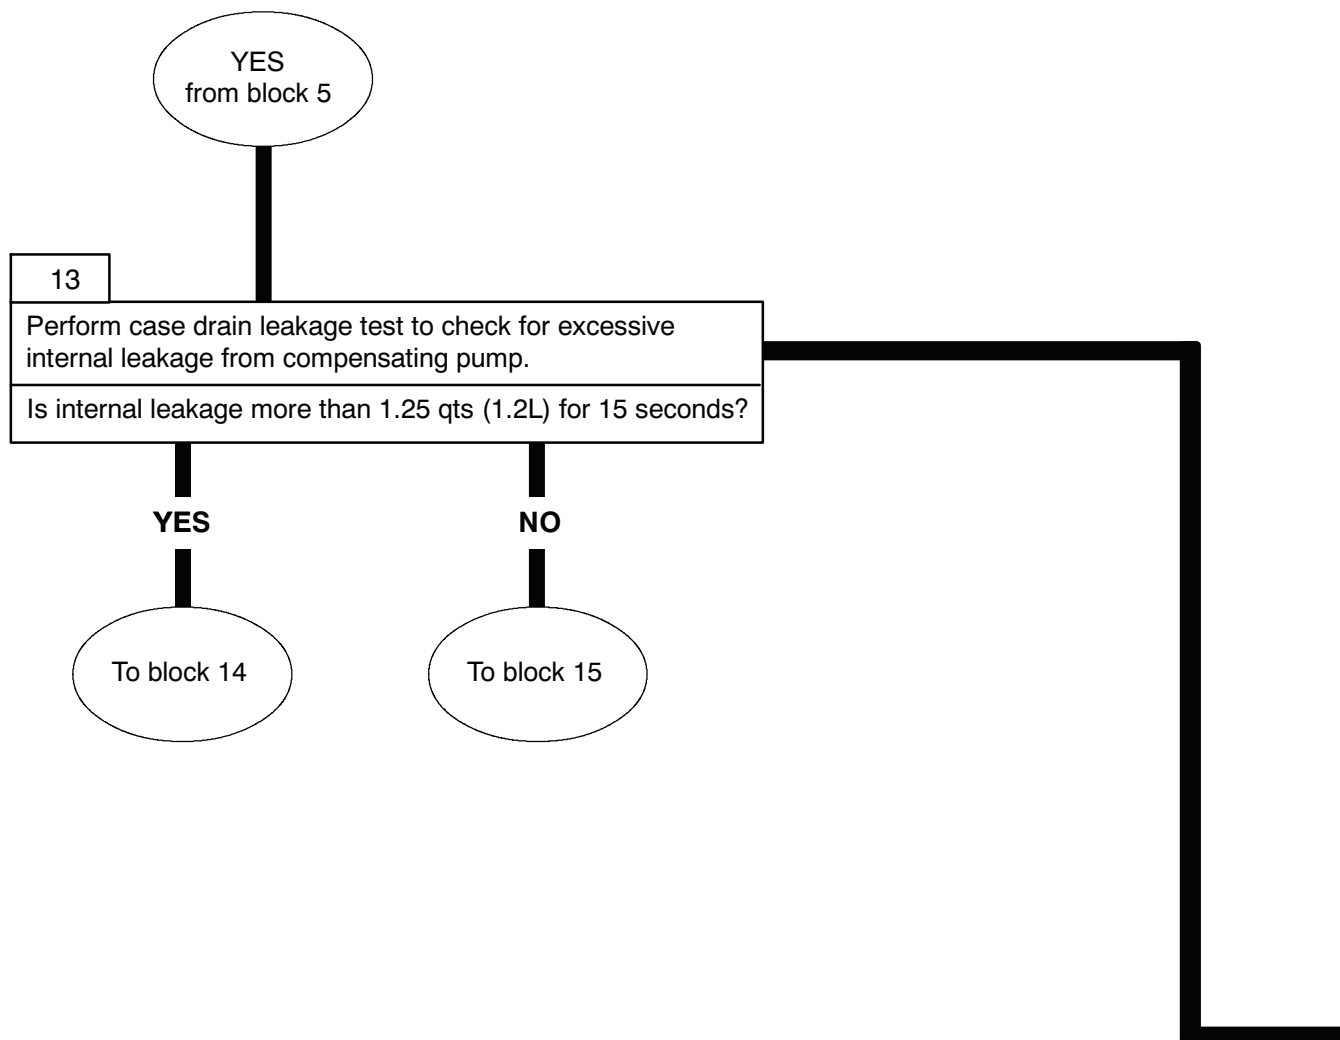 YES
from block 5
13
Perform case drain leakage test to check for excessive
internal leakage from compensating pump.
Is internal leakage more than 1.25 qts (1.2L) for 15 seconds?
YES
NO
To block 14
To block 15